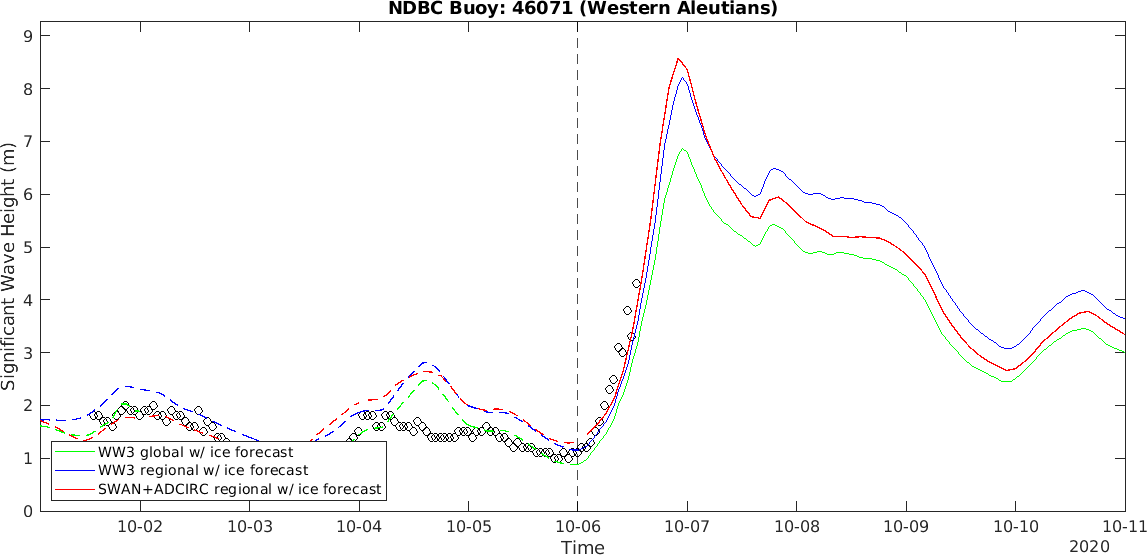 NDBC Buoy: 46071 (Western Aleutians)
Significant Wave Height (m)
9
8
7
6
5
4
3
2
1
0
WW3 global w/ ice forecast
WW3 regional w/ ice forecast
SWAN+ADCIRC regional w/ ice forecast
10-02 10-03 10-04 10-05 10-06 10-07 10-08 10-09 10-10 10-11
Time
2020